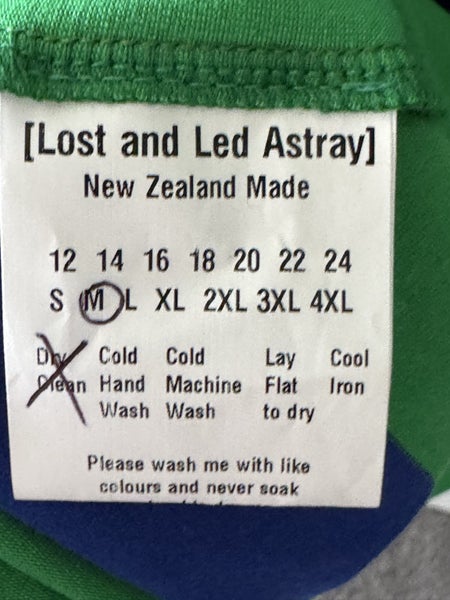 [Lost and Led Astray]
New Zealand Made
12 14 16 18 20 22 24
S M L XL 2XL 3XL 4XL
Dry Cold Cold Lay Cool
Clean Hand Machine Flat Iron
Wash Wash to dry
Please wash me with like
colours and never soak